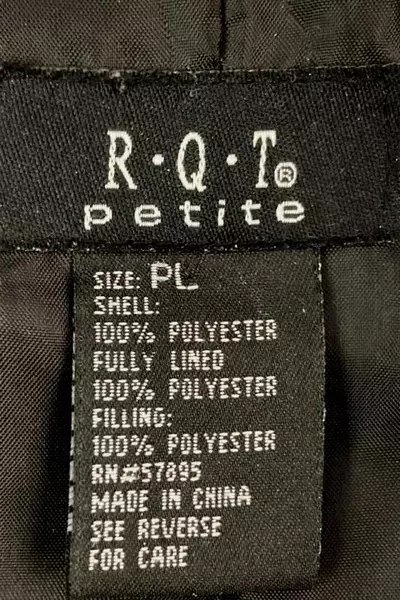 R·Q·T®
petite
SIZE: PL
SHELL:
100% POLYESTER
FULLY LINED
100% POLYESTER
FILLING:
100% POLYESTER
RN#57895
MADE IN CHINA
SEE REVERSE
FOR CARE